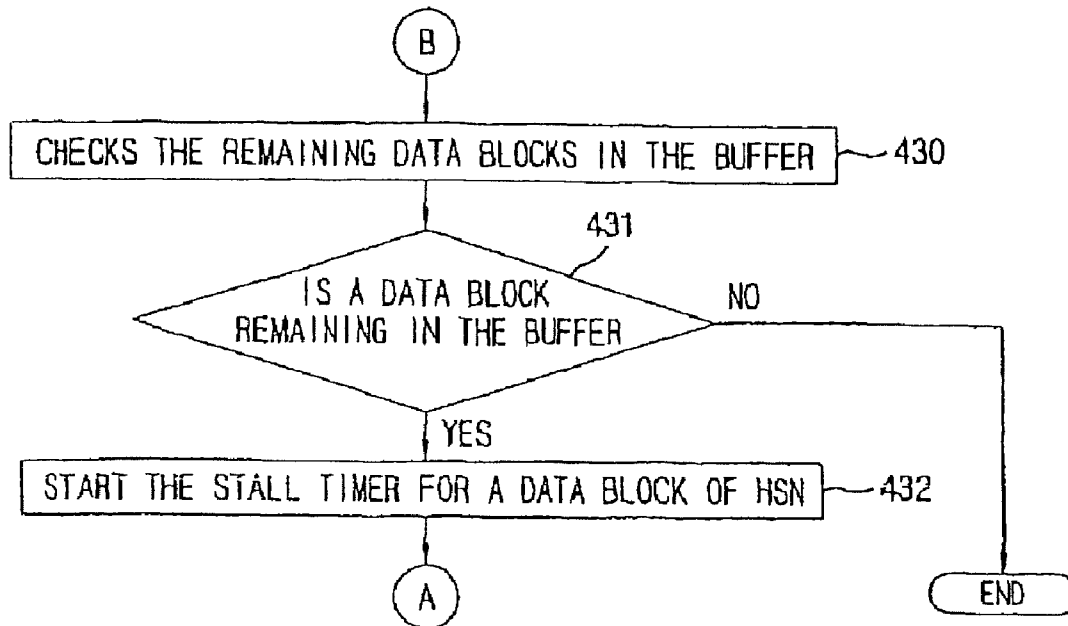 B
CHECKS THE REMAINING DATA BLOCKS IN THE BUFFER
430
431
IS A DATA BLOCK
REMAINING IN THE BUFFER
NO
YES
START THE STALL TIMER FOR A DATA BLOCK OF HSN
432
A
END